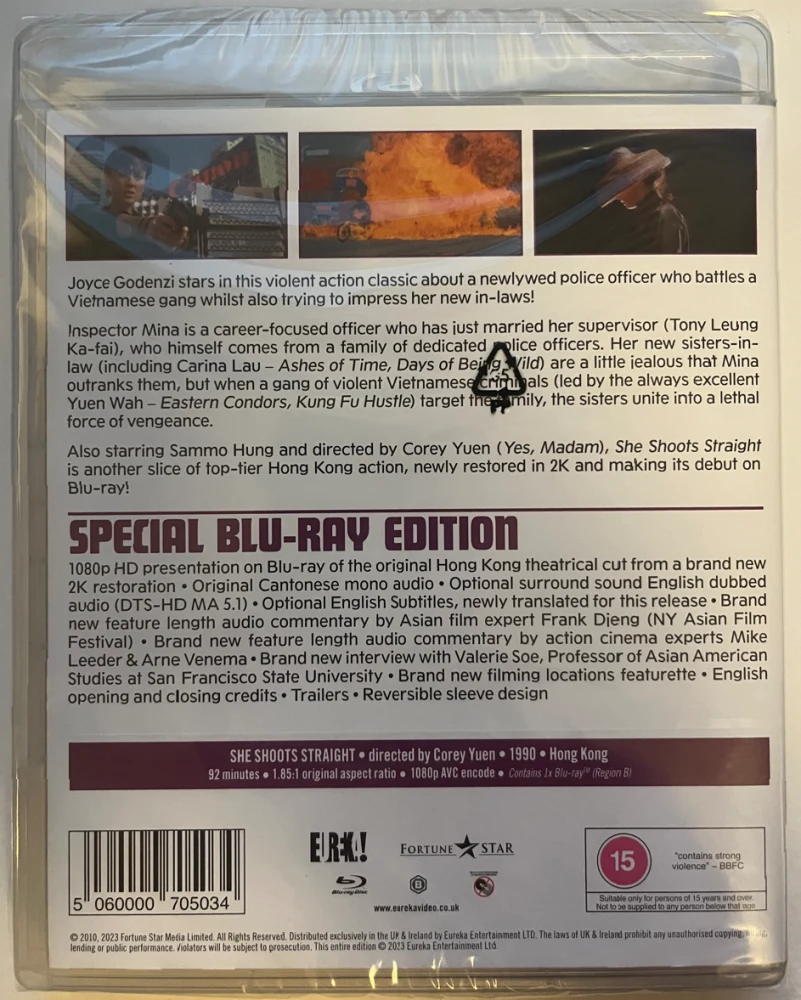 Joyce Godenzi stars in this violent action classic about a newlywed police officer who battles a
Vietnamese gang whilst also trying to impress her new in-laws!
Inspector Mina is a career-focused officer who has just married her supervisor (Tony Leung
Ka-fai), who himself comes from a family of dedicated police officers. Her new sisters-in-
law (including Carina Lau – Ashes of Time, Days of Being Wild) are a little jealous that Mina
outranks them, but when a gang of violent Vietnamese criminals (led by the always excellent
Yuen Wah – Eastern Condors, Kung Fu Hustle) target the family, the sisters unite into a lethal
force of vengeance.
Also starring Sammo Hung and directed by Corey Yuen (Yes, Madam), She Shoots Straight
is another slice of top-tier Hong Kong action, newly restored in 2K and making its debut on
Blu-ray!
SPECIAL BLU-RAY EDITION
1080p HD presentation on Blu-ray of the original Hong Kong theatrical cut from a brand new
2K restoration • Original Cantonese mono audio • Optional surround sound English dubbed
audio (DTS-HD MA 5.1) • Optional English Subtitles, newly translated for this release • Brand
new feature length audio commentary by Asian film expert Frank Djeng (NY Asian Film
Festival) • Brand new feature length audio commentary by action cinema experts Mike
Leeder & Arne Venema • Brand new interview with Valerie Soe, Professor of Asian American
Studies at San Francisco State University • Brand new filming locations featurette • English
opening and closing credits • Trailers • Reversible sleeve design
SHE SHOOTS STRAIGHT • directed by Corey Yuen • 1990 • Hong Kong
92 minutes • 1.85:1 original aspect ratio • 1080p AVC encode • Contains 1x Blu-ray™ (Region B)
5 060000 705034
EUREKA!
FORTUNE STAR
Blu-ray Disc
B
www.eurekavideo.co.uk
15
"contains strong
violence" – BBFC
Suitable only for persons of 15 years and over.
Not to be supplied to any person below that age
© 2010, 2023 Fortune Star Media Limited. All Rights Reserved. Distributed exclusively in the UK & Ireland by Eureka Entertainment LTD. The laws of UK & Ireland prohibit any unauthorised copying,
lending or public performance. Violators will be subject to prosecution. This entire edition © 2023 Eureka Entertainment Ltd.